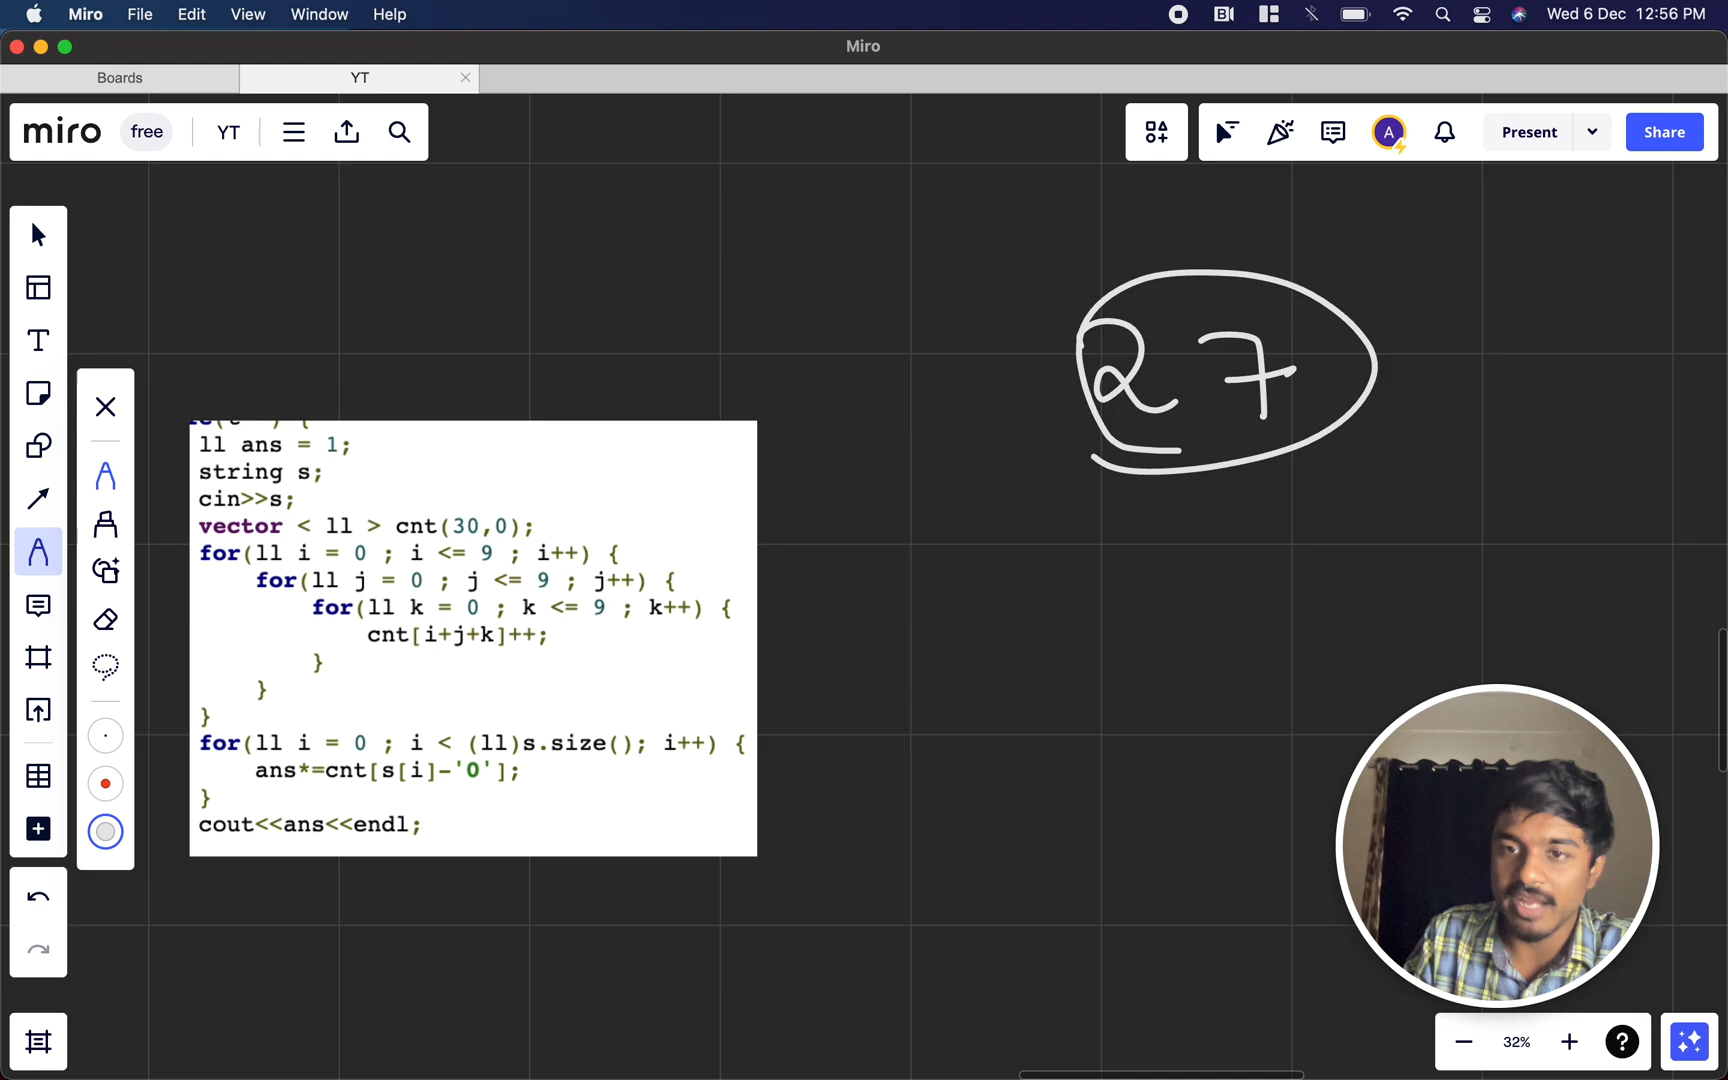 Miro File Edit View Window Help Wed 6 Dec 12:56 PM
Miro
Boards YT
miro free YT Present Share
A
27
ll ans = 1;
string s;
cin>>s;
vector < ll > cnt(30,0);
for(ll i = 0 ; i <= 9 ; i++) {
for(ll j = 0 ; j <= 9 ; j++) {
for(ll k = 0 ; k <= 9 ; k++) {
cnt[i+j+k]++;
}
}
}
for(ll i = 0 ; i < (ll)s.size(); i++) {
ans*=cnt[s[i]-'0'];
}
cout<<ans<<endl;
32% ?